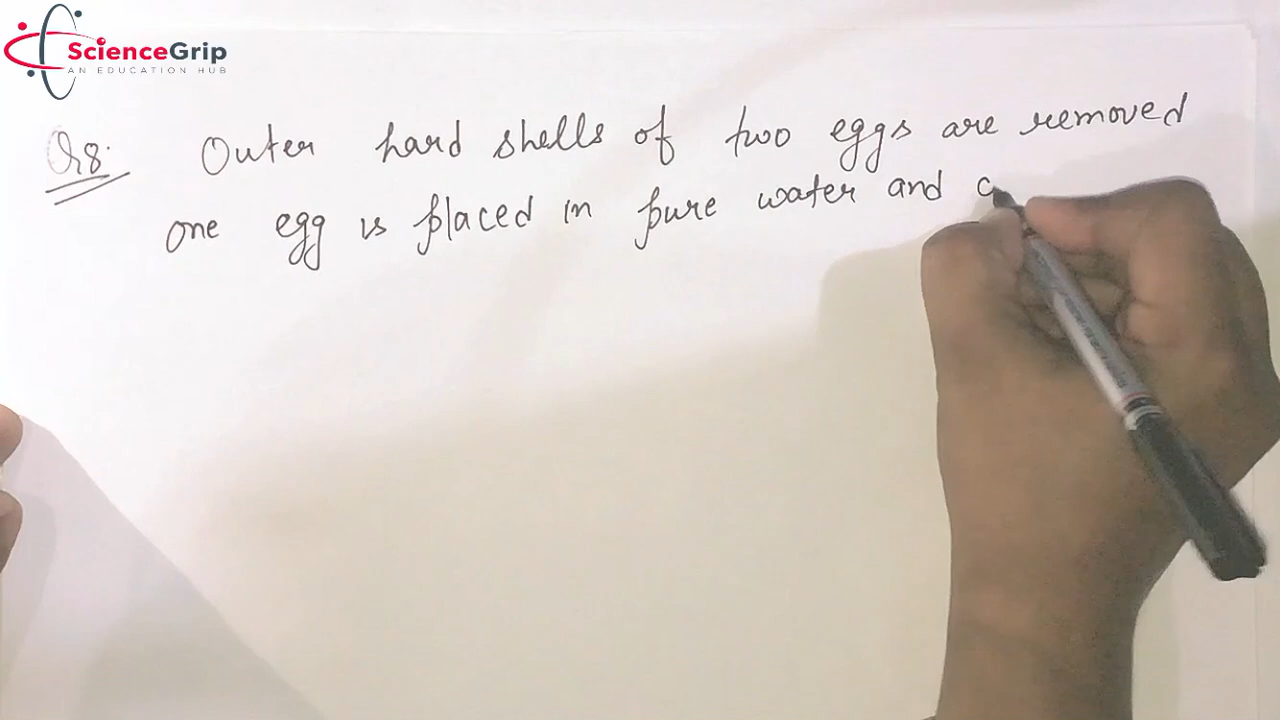 ScienceGrip
AN EDUCATION HUB
Q8. Outer hard shells of two eggs are removed
one egg is placed in pure water and